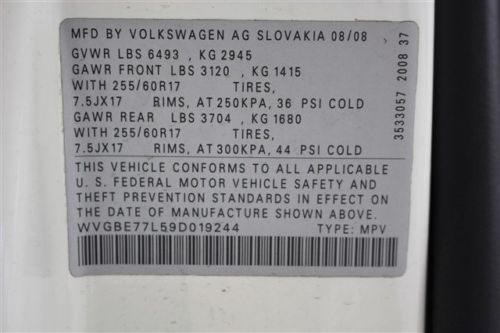 MFD BY VOLKSWAGEN AG SLOVAKIA 08/08
GVWR LBS 6493 , KG 2945
GAWR FRONT LBS 3120 , KG 1415
WITH 255/60R17 TIRES,
7.5JX17 RIMS, AT 250KPA, 36 PSI COLD
GAWR REAR LBS 3704 , KG 1680
WITH 255/60R17 TIRES,
7.5JX17 RIMS, AT 300KPA, 44 PSI COLD
THIS VEHICLE CONFORMS TO ALL APPLICABLE
U. S. FEDERAL MOTOR VEHICLE SAFETY AND
THEFT PREVENTION STANDARDS IN EFFECT ON
THE DATE OF MANUFACTURE SHOWN ABOVE.
WVGBE77L59D019244 TYPE: MPV
3533057 2008 37